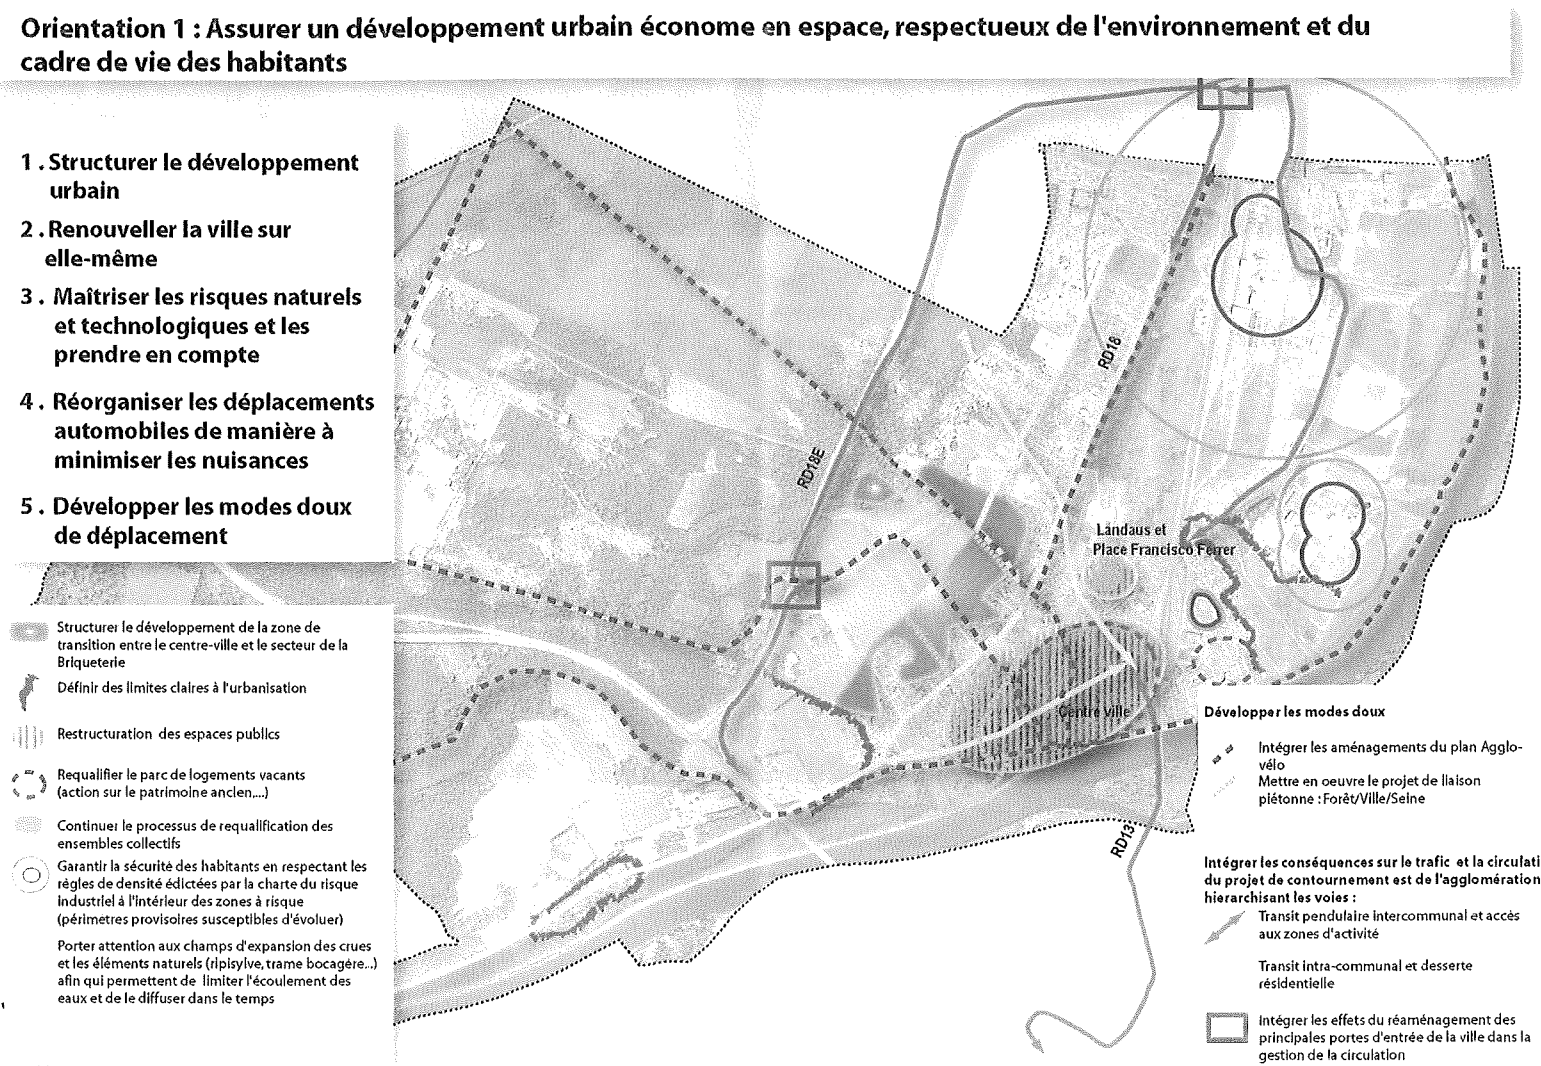 Orientation 1 : Assurer un développement urbain économe en espace, respectueux de l'environnement et du
cadre de vie des habitants
1 . Structurer le développement
urbain
2 . Renouveller la ville sur
elle-même
3 . Maîtriser les risques naturels
et technologiques et les
prendre en compte
4 . Réorganiser les déplacements
automobiles de manière à
minimiser les nuisances
5 . Développer les modes doux
de déplacement
RD18
RD18E
Landaus et
Place Francisco Ferrer
Centre ville
RD13
Structurer le développement de la zone de
transition entre le centre-ville et le secteur de la
Briqueterie
Définir des limites claires à l'urbanisation
Restructuration des espaces publics
Requalifier le parc de logements vacants
(action sur le patrimoine ancien,...)
Continuer le processus de requalification des
ensembles collectifs
Garantir la sécurité des habitants en respectant les
règles de densité édictées par la charte du risque
industriel à l'intérieur des zones à risque
(périmetres provisoires susceptibles d'évoluer)
Porter attention aux champs d'expansion des crues
et les éléments naturels (ripisylve, trame bocagére...)
afin qui permettent de limiter l'écoulement des
eaux et de le diffuser dans le temps
Développer les modes doux
Intégrer les aménagements du plan Agglo-
vélo
Mettre en oeuvre le projet de liaison
piétonne : Forêt/Ville/Seine
Intégrer les conséquences sur le trafic et la circulati
du projet de contournement est de l'agglomération
hierarchisant les voies :
Transit pendulaire intercommunal et accès
aux zones d'activité
Transit intra-communal et desserte
résidentielle
Intégrer les effets du réaménagement des
principales portes d'entrée de la ville dans la
gestion de la circulation